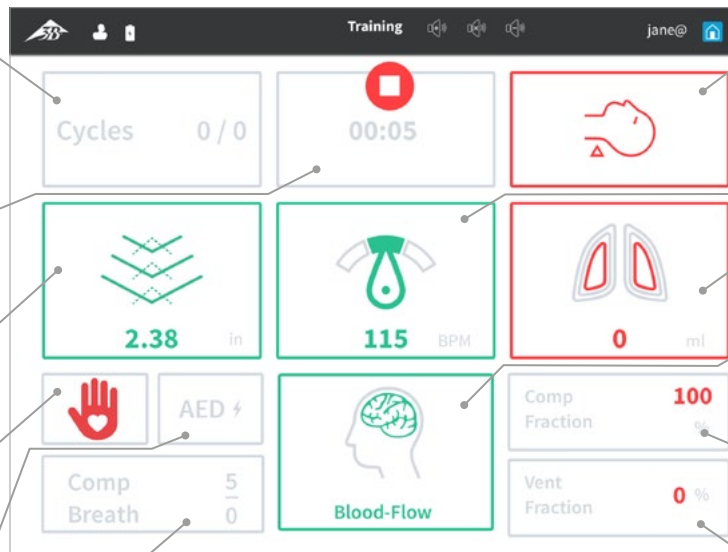 3B
Training
jane@
Cycles 0 / 0
00:05
2.38 in
115 BPM
0 ml
AED
Comp 5
Breath 0
Blood-Flow
Comp 100
Fraction %
Vent
Fraction 0 %